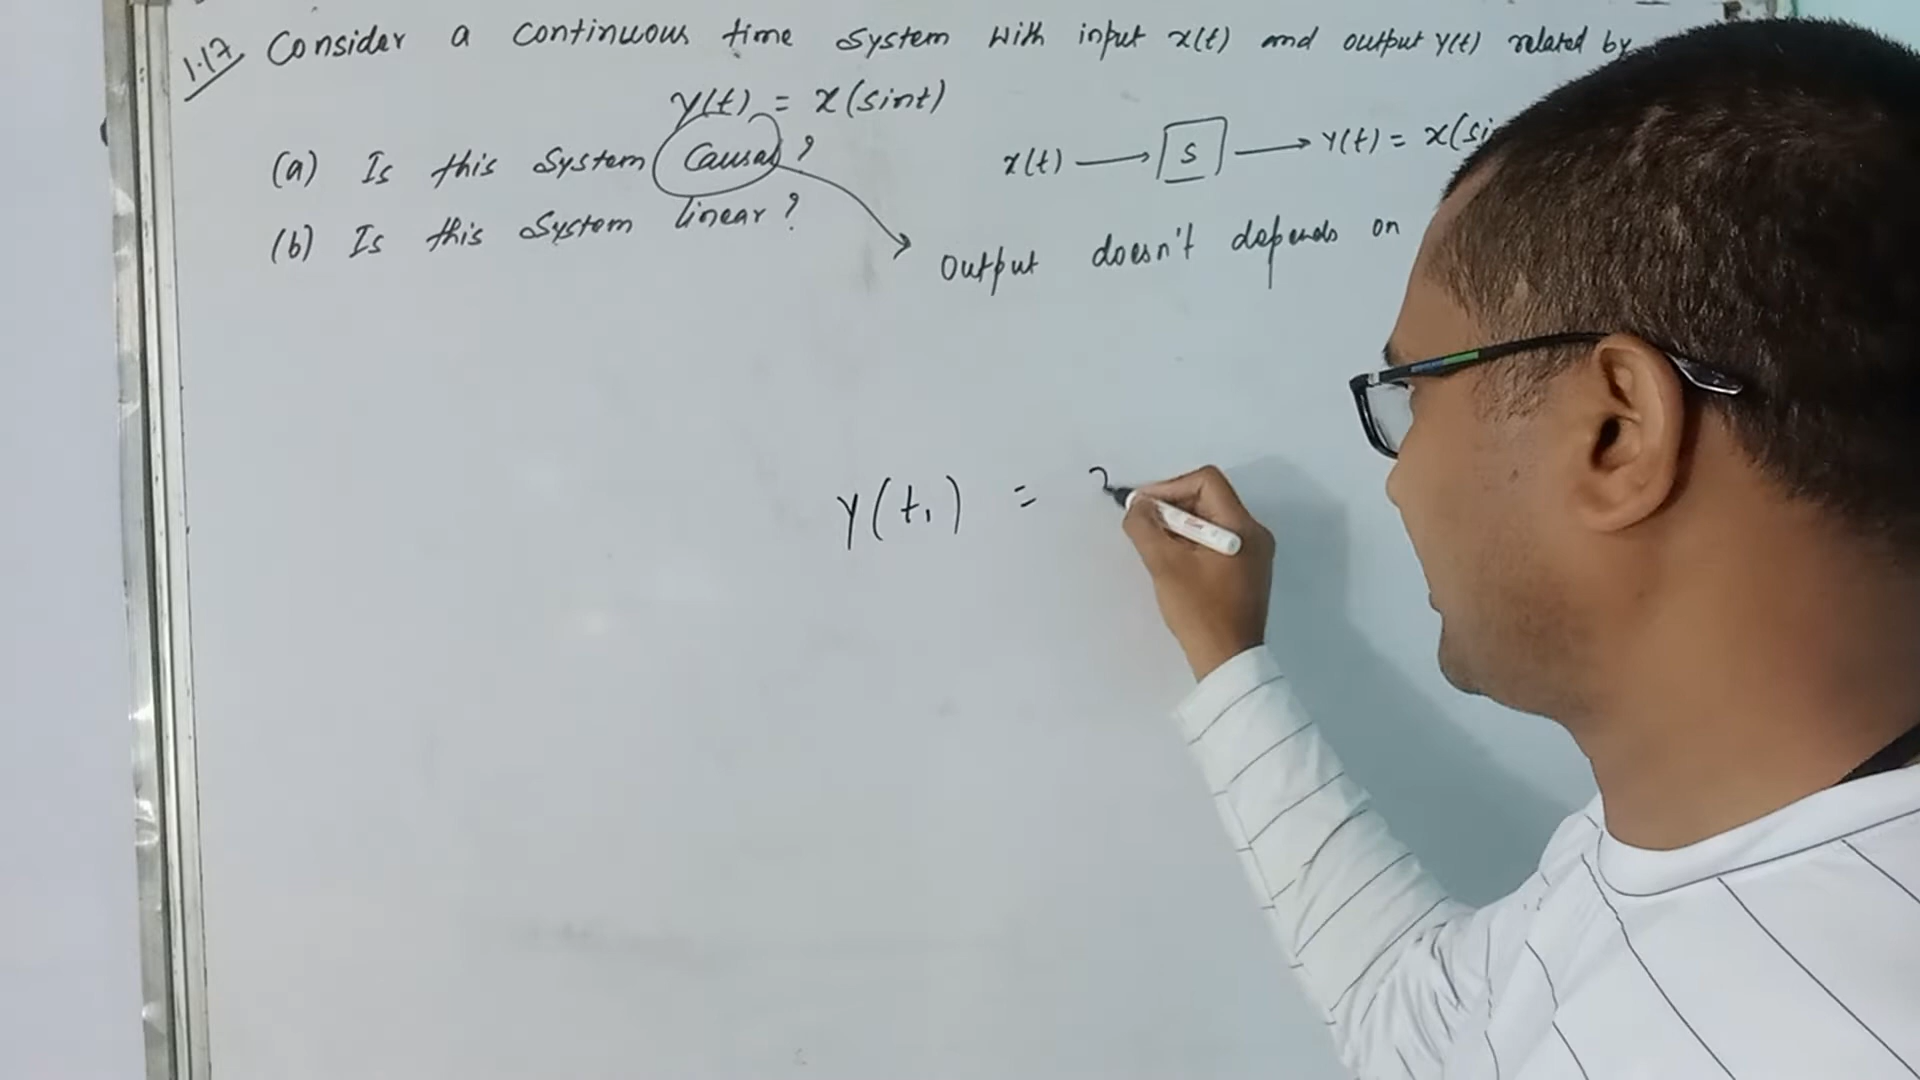 1.17 Consider a continuous time system with input x(t) and output y(t) related by
y(t) = x(sint)
(a) Is this system causal ?
x(t) → S → y(t) = x(si
(b) Is this system linear ?
output doesn't depends on
y(t₁) =